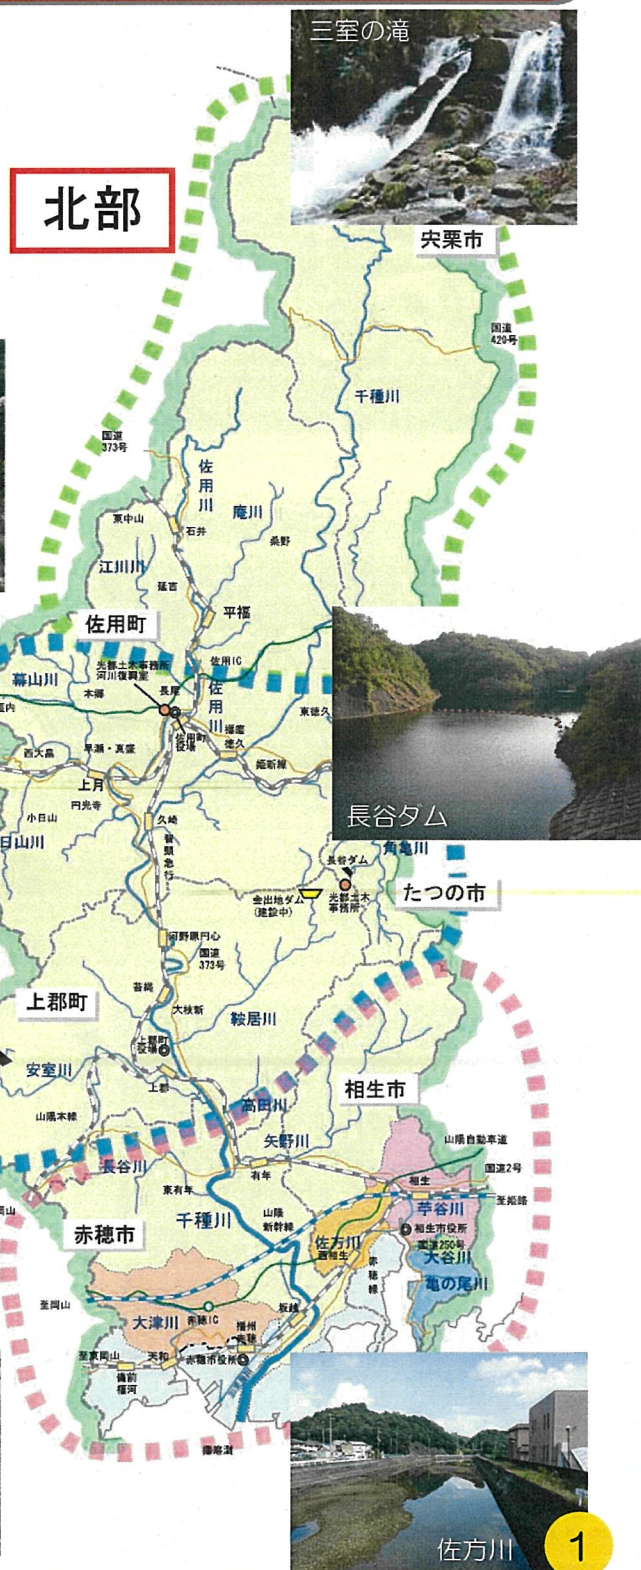 三室の滝
北部
宍栗市
国道
420号
千種川
国道
373号
佐
用
川
庵川
東中山
石井
桑野
江川川
延吉
平福
佐用町
光都土木事務所
河川復興室
佐用IC
幕山川
本郷
長尾
佐
用
川
東徳久
佐用町
役場
播磨
徳久
西大畠
早瀬・真盛
姫新線
上月
円光寺
小日山
久崎
日山川
智
頭
急
行
長谷ダム
角亀川
長谷ダム
たつの市
金出地ダム
(建設中)
光都土木
事務所
河野原円心
国道
373号
上郡町
苔縄
大枝新
鞍居川
上郡町
役場
安室川
上郡
相生市
山陽本線
高田川
矢野川
山陽自動車道
長谷川
有年
国道2号
東有年
相生
至姫路
千種川
山陽
新幹線
苧谷川
赤穂市
佐方川
西相生
相生市役所
国道250号
大谷川
赤
穂
線
亀の尾川
至岡山
大津川
赤穂IC
坂越
播州
赤穂
至東岡山
天和
赤穂市役所
備前
福河
播磨灘
佐方川
1